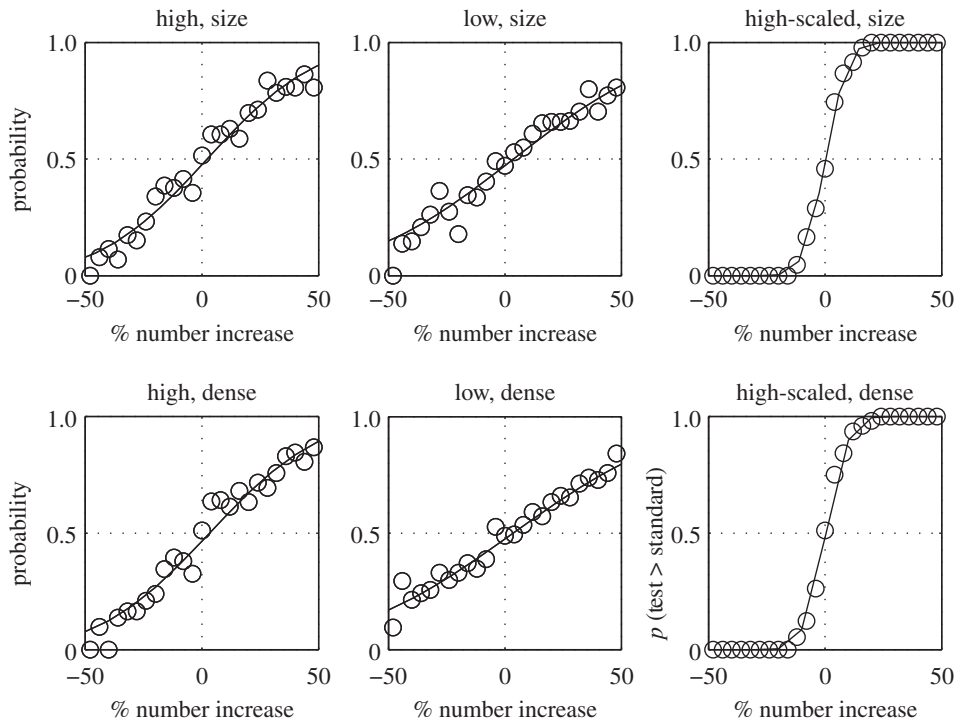 high, size
low, size
high-scaled, size
probability
1.0
0.5
0
−50
0
50
% number increase
1.0
0.5
0
−50
0
50
% number increase
1.0
0.5
0
−50
0
50
% number increase
high, dense
low, dense
high-scaled, dense
probability
1.0
0.5
0
−50
0
50
% number increase
1.0
0.5
0
−50
0
50
% number increase
p (test > standard)
1.0
0.5
0
−50
0
50
% number increase